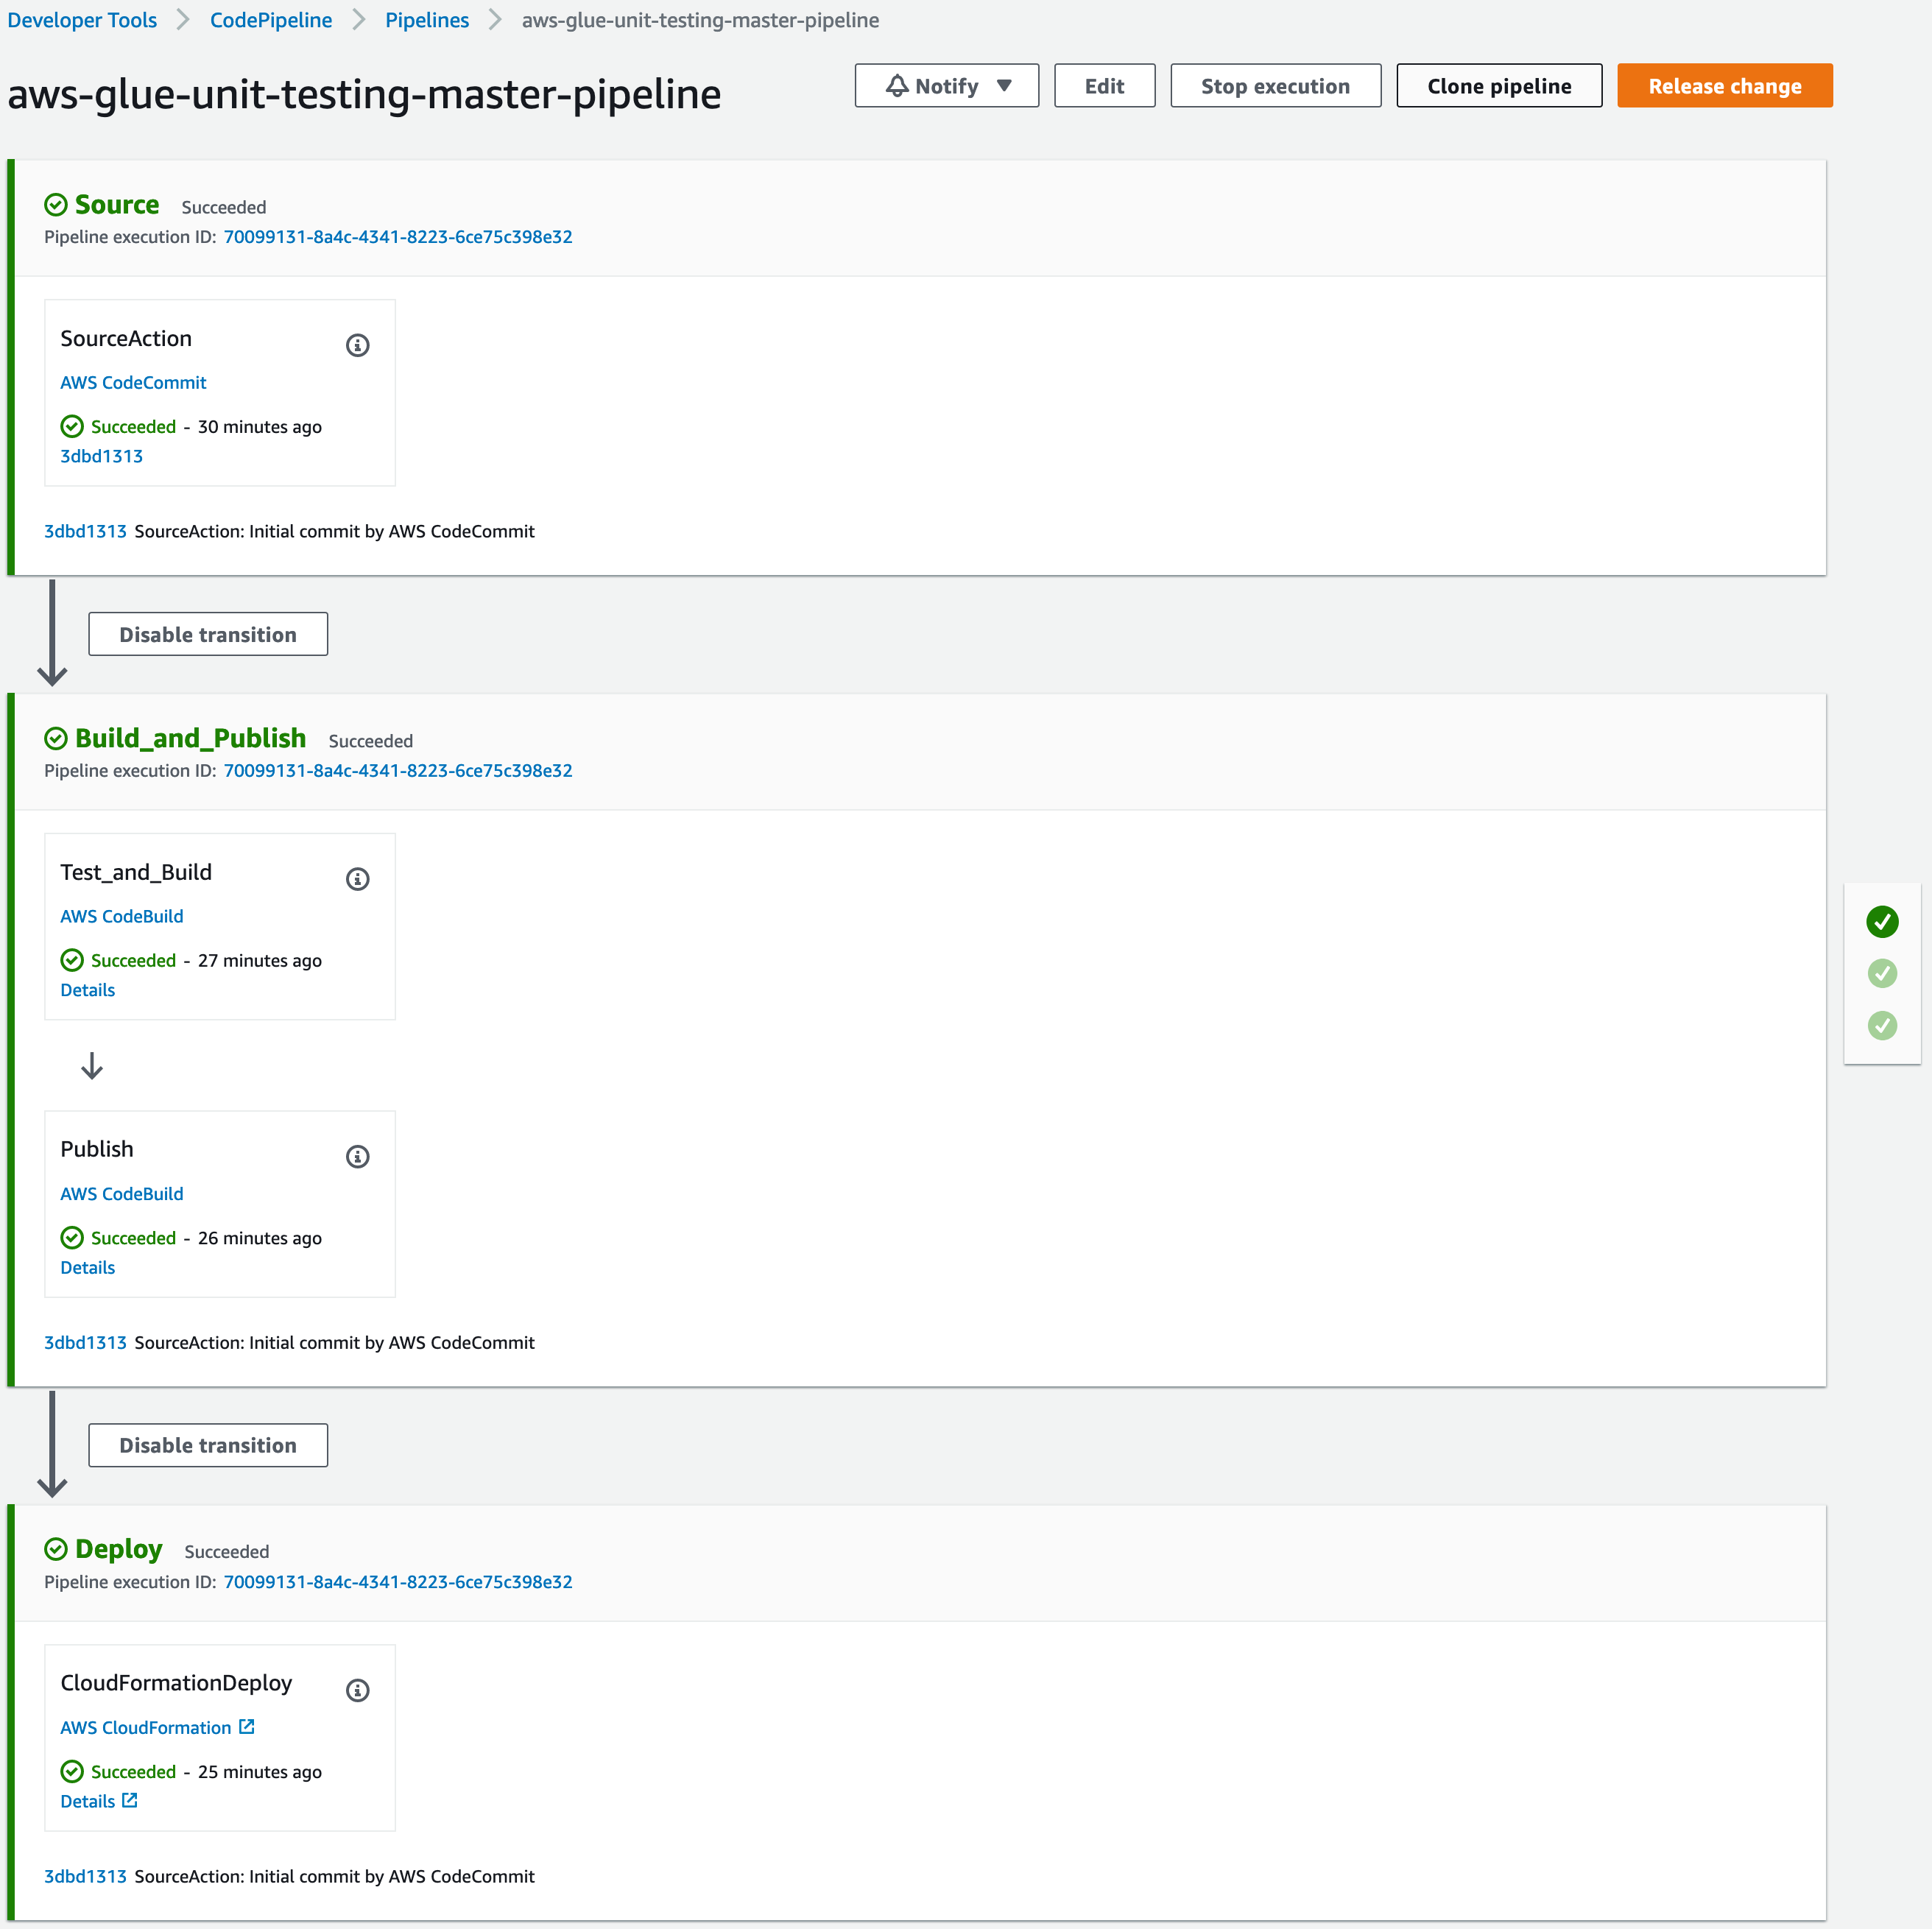 Developer Tools > CodePipeline > Pipelines > aws-glue-unit-testing-master-pipeline
aws-glue-unit-testing-master-pipeline
Notify ▼ Edit Stop execution Clone pipeline Release change
Source Succeeded
Pipeline execution ID: 70099131-8a4c-4341-8223-6ce75c398e32
SourceAction
AWS CodeCommit
Succeeded - 30 minutes ago
3dbd1313
3dbd1313 SourceAction: Initial commit by AWS CodeCommit
Disable transition
Build_and_Publish Succeeded
Pipeline execution ID: 70099131-8a4c-4341-8223-6ce75c398e32
Test_and_Build
AWS CodeBuild
Succeeded - 27 minutes ago
Details
Publish
AWS CodeBuild
Succeeded - 26 minutes ago
Details
3dbd1313 SourceAction: Initial commit by AWS CodeCommit
Disable transition
Deploy Succeeded
Pipeline execution ID: 70099131-8a4c-4341-8223-6ce75c398e32
CloudFormationDeploy
AWS CloudFormation
Succeeded - 25 minutes ago
Details
3dbd1313 SourceAction: Initial commit by AWS CodeCommit